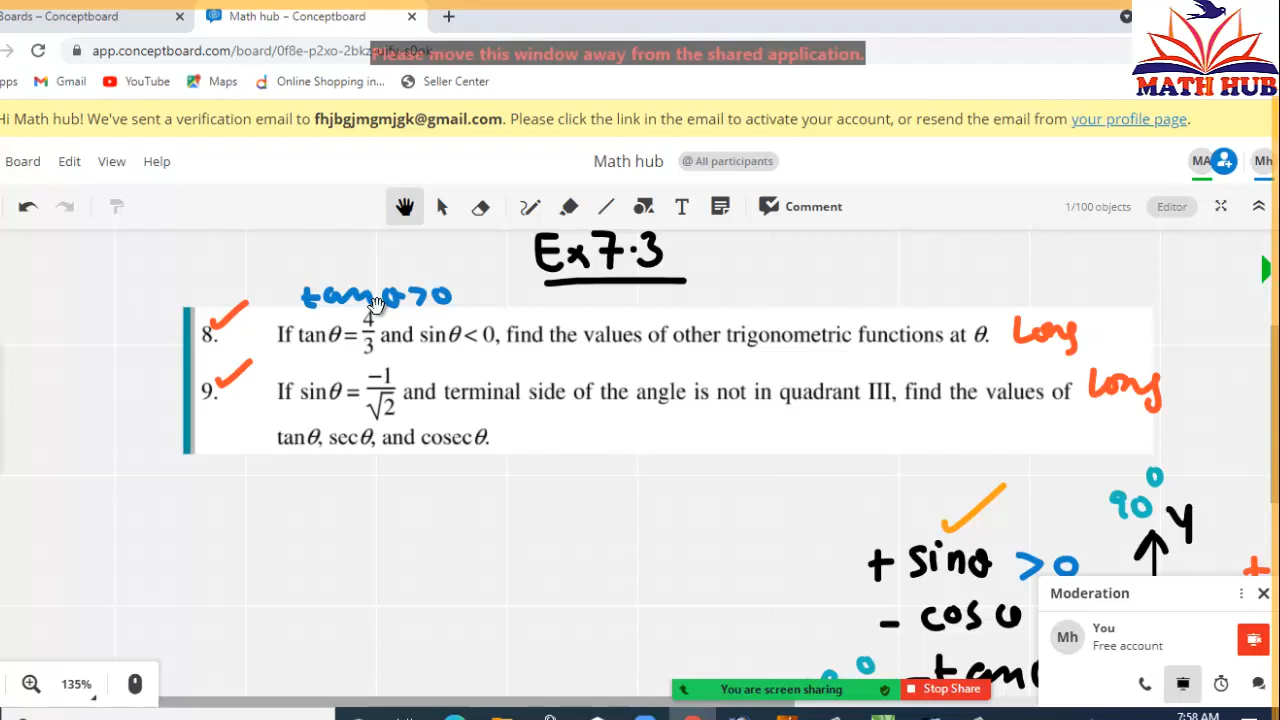 Boards – Conceptboard
Math hub – Conceptboard
app.conceptboard.com/board/0f8e-p2xo-2bkz
Please move this window away from the shared application.
MATH HUB
pps
Gmail
YouTube
Maps
Online Shopping in...
Seller Center
Hi Math hub! We've sent a verification email to fhjbgjmgmjgk@gmail.com. Please click the link in the email to activate your account, or resend the email from your profile page.
Board Edit View Help
Math hub
@ All participants
MA
Mh
T
Comment
1/100 objects
Editor
Ex 7.3
tanθ>0
8. If tanθ = 4/3 and sinθ < 0, find the values of other trigonometric functions at θ. Long
9. If sinθ = −1/√2 and terminal side of the angle is not in quadrant III, find the values of Long
tanθ, secθ, and cosecθ.
90° y
+ sinθ >0
+
- cos
- tan
Moderation
Mh
You
Free account
135%
You are screen sharing
Stop Share
7:58 AM